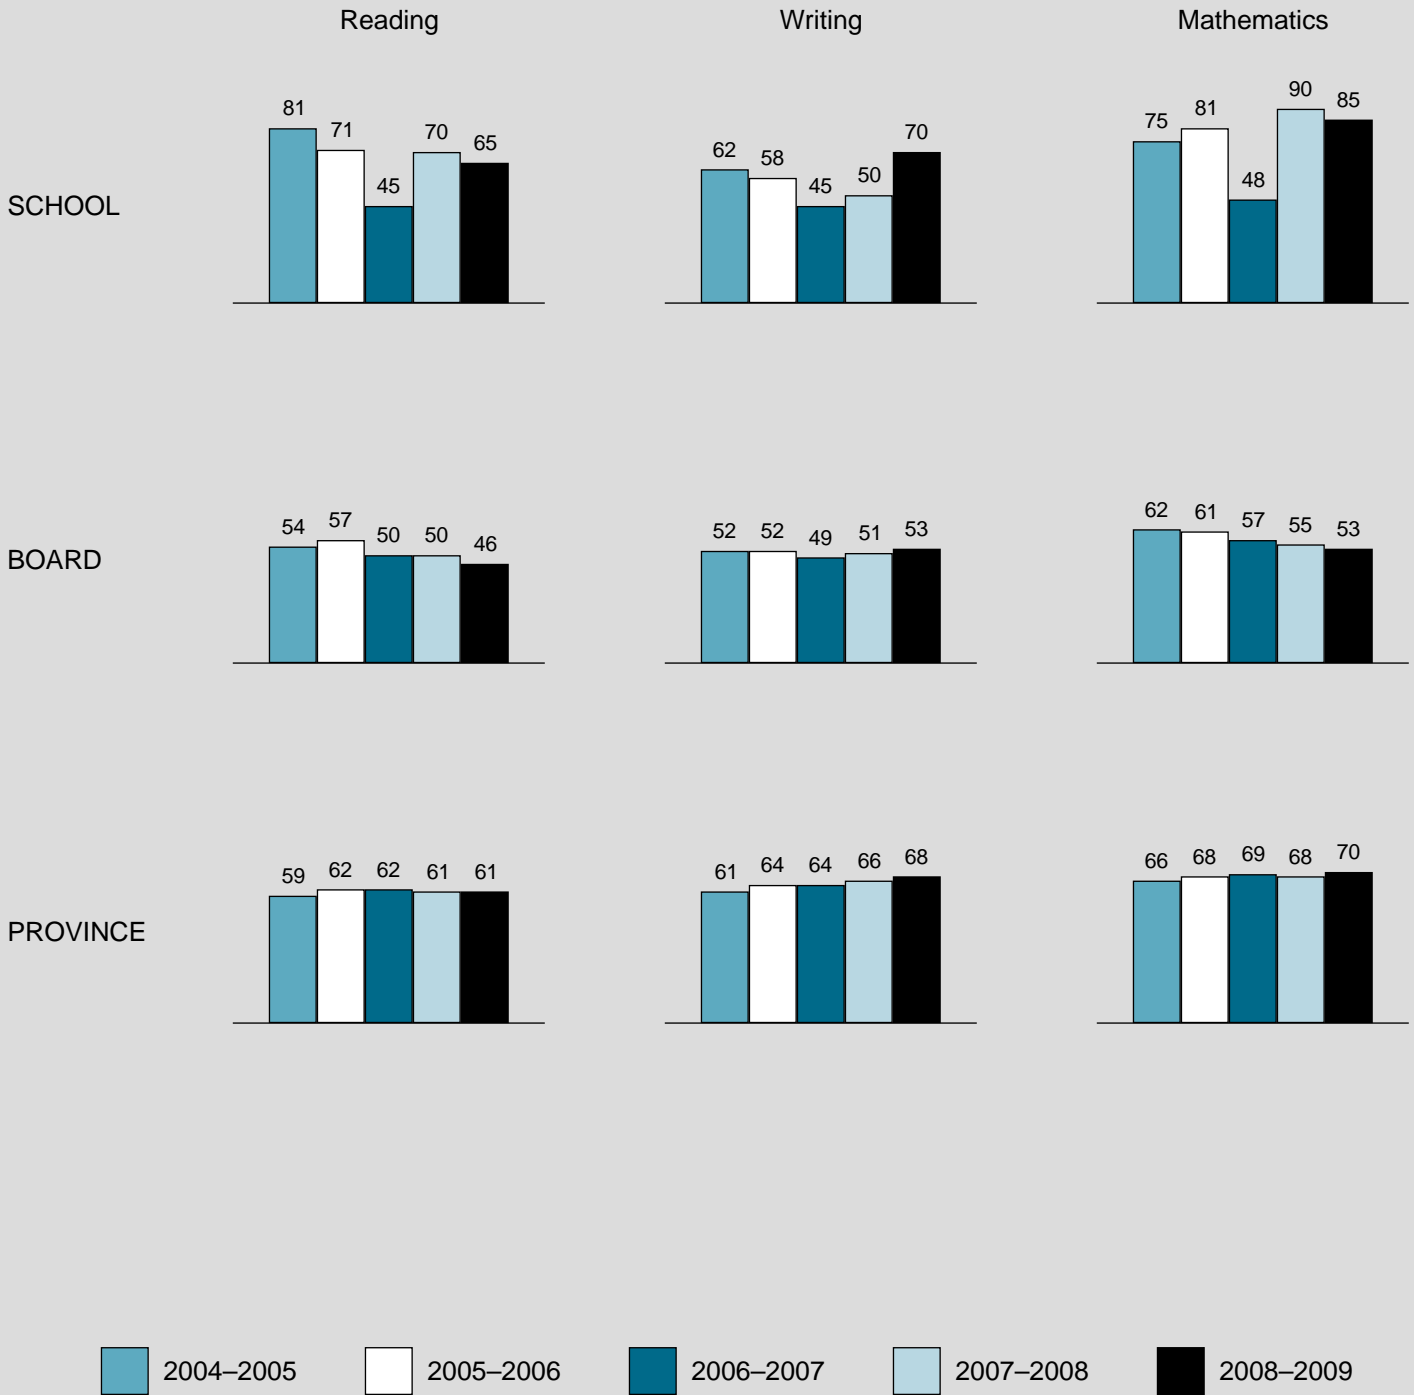 Reading Writing Mathematics
SCHOOL
81 71 45 70 65
62 58 45 50 70
75 81 48 90 85
BOARD
54 57 50 50 46
52 52 49 51 53
62 61 57 55 53
PROVINCE
59 62 62 61 61
61 64 64 66 68
66 68 69 68 70
2004–2005 2005–2006 2006–2007 2007–2008 2008–2009